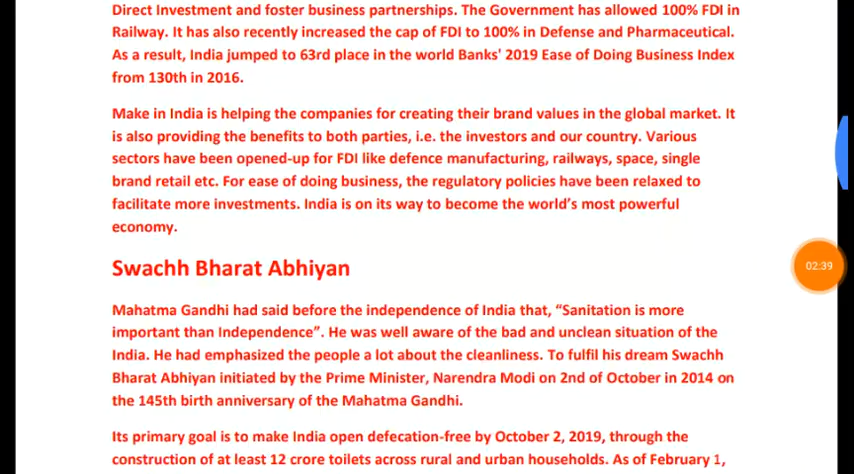 Direct Investment and foster business partnerships. The Government has allowed 100% FDI in
Railway. It has also recently increased the cap of FDI to 100% in Defense and Pharmaceutical.
As a result, India jumped to 63rd place in the world Banks' 2019 Ease of Doing Business Index
from 130th in 2016.
Make in India is helping the companies for creating their brand values in the global market. It
is also providing the benefits to both parties, i.e. the investors and our country. Various
sectors have been opened-up for FDI like defence manufacturing, railways, space, single
brand retail etc. For ease of doing business, the regulatory policies have been relaxed to
facilitate more investments. India is on its way to become the world's most powerful
economy.
02:39
Swachh Bharat Abhiyan
Mahatma Gandhi had said before the independence of India that, “Sanitation is more
important than Independence”. He was well aware of the bad and unclean situation of the
India. He had emphasized the people a lot about the cleanliness. To fulfil his dream Swachh
Bharat Abhiyan initiated by the Prime Minister, Narendra Modi on 2nd of October in 2014 on
the 145th birth anniversary of the Mahatma Gandhi.
Its primary goal is to make India open defecation-free by October 2, 2019, through the
construction of at least 12 crore toilets across rural and urban households. As of February 1,